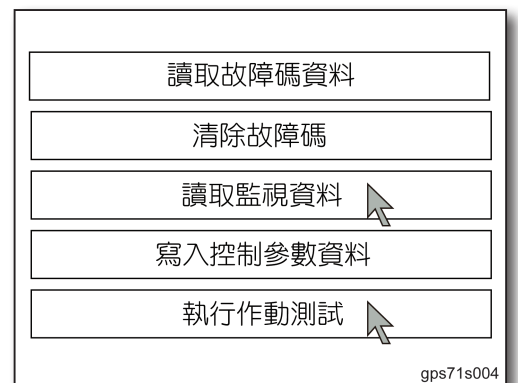 讀取故障碼資料
清除故障碼
讀取監視資料
寫入控制參數資料
執行作動測試
gps71s004